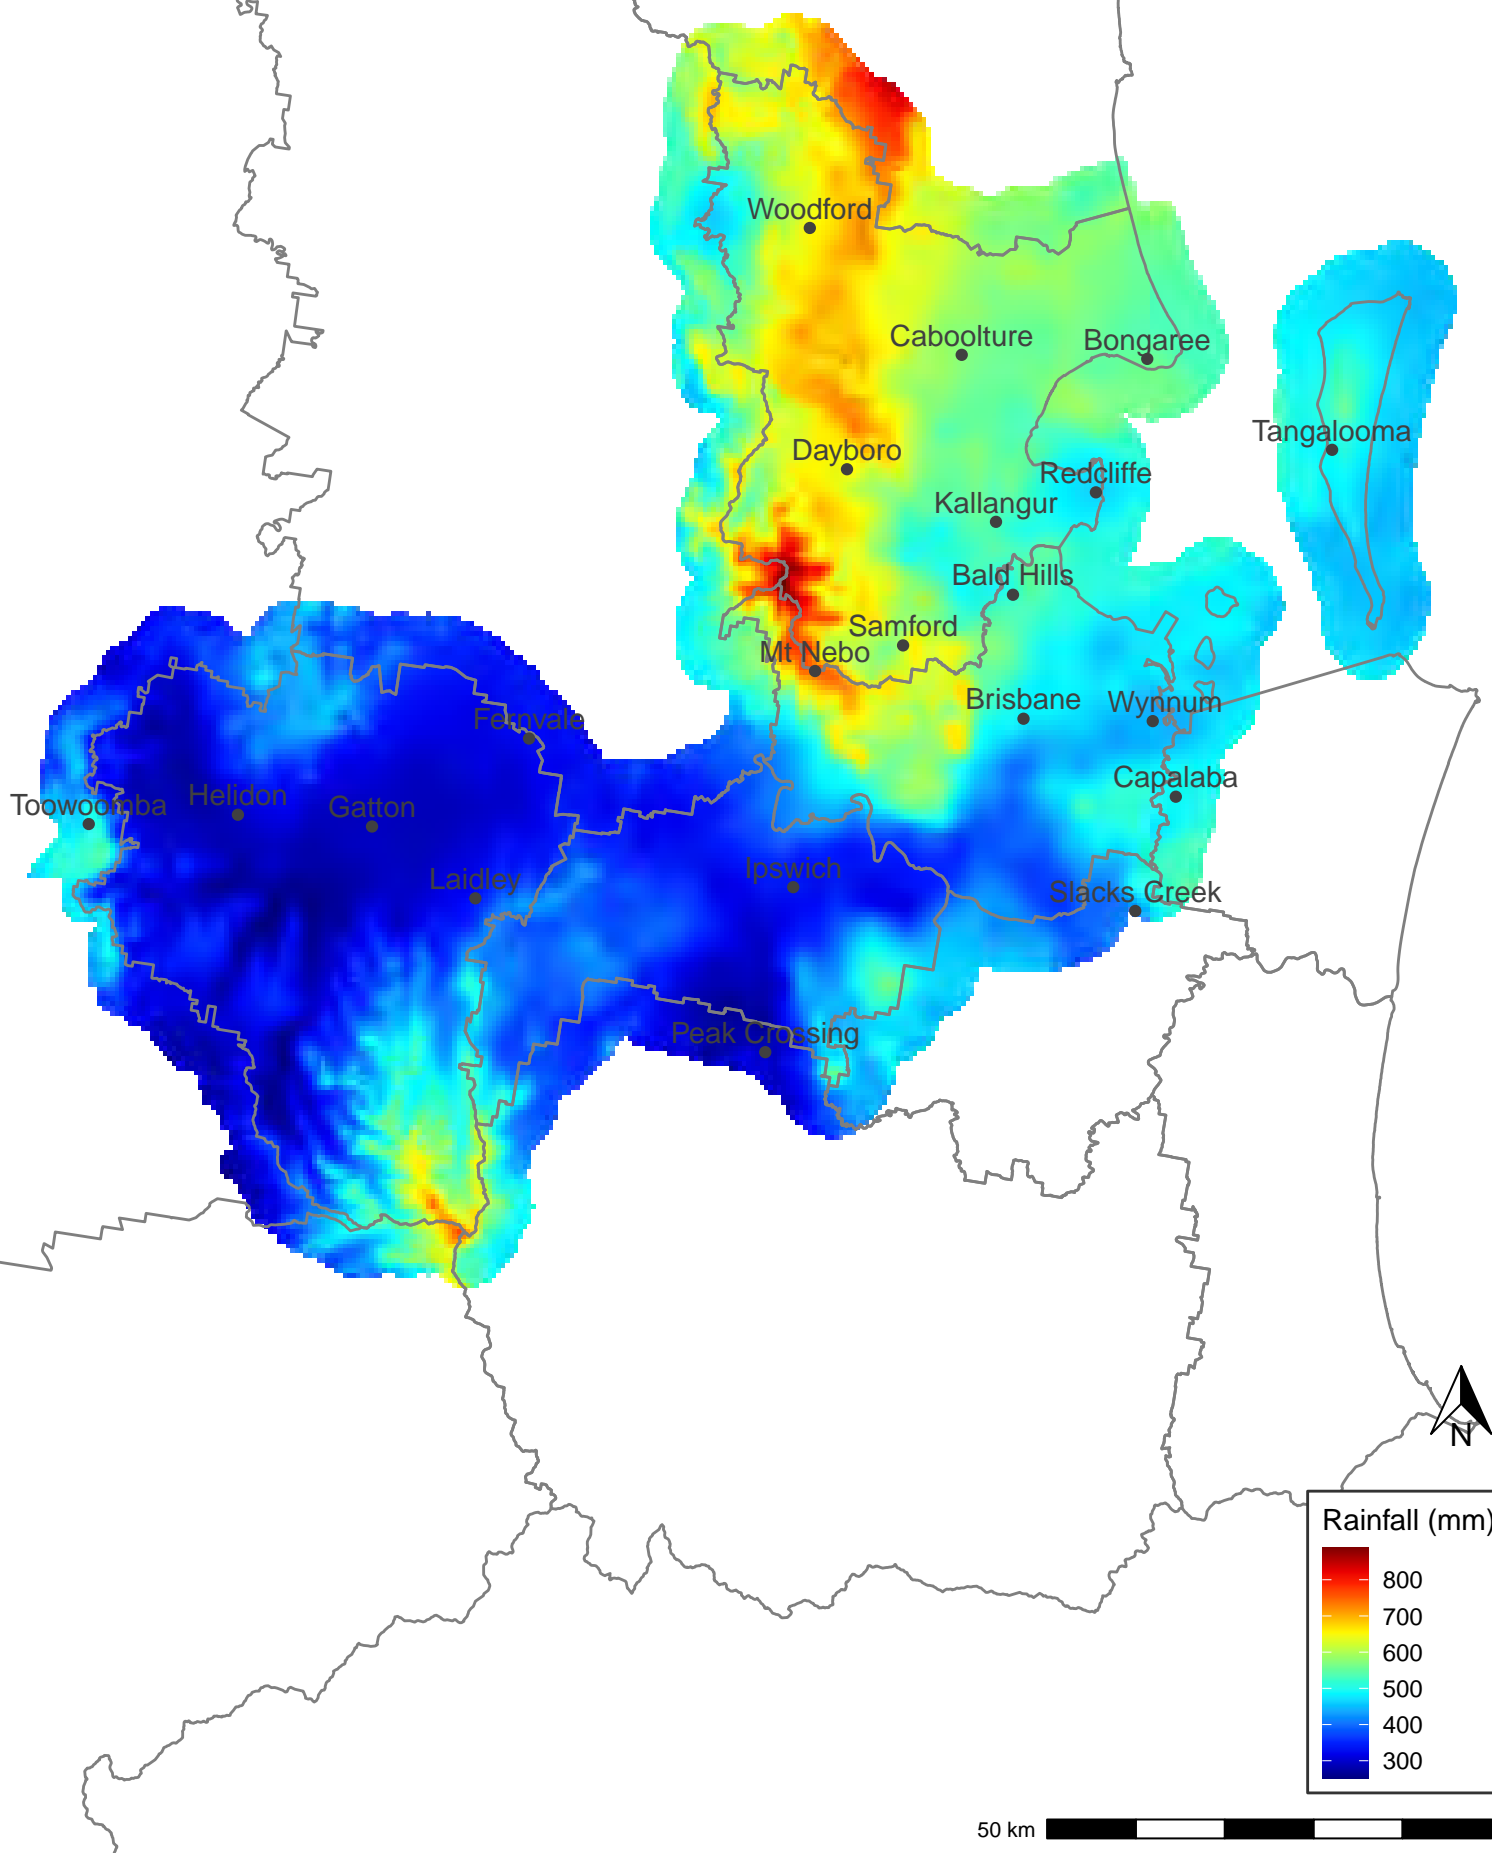 Woodford
Caboolture
Bongaree
Tangalooma
Dayboro
Redcliffe
Kallangur
Bald Hills
Samford
Mt Nebo
Brisbane
Wynnum
Fernvale
Capalaba
Toowoomba
Helidon
Gatton
Ipswich
Laidley
Slacks Creek
Peak Crossing
N
Rainfall (mm)
800
700
600
500
400
300
50 km